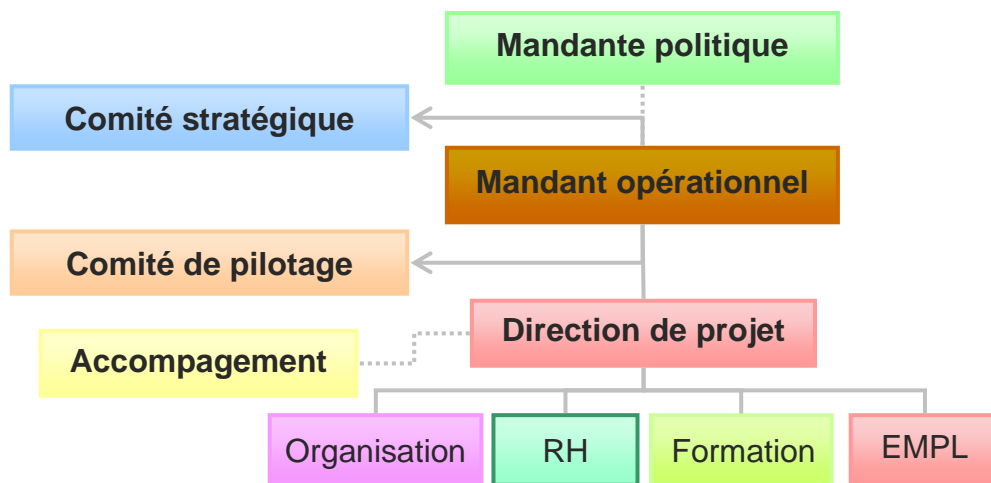 Mandante politique
Comité stratégique
Mandant opérationnel
Comité de pilotage
Direction de projet
Accompagement
Organisation
RH
Formation
EMPL